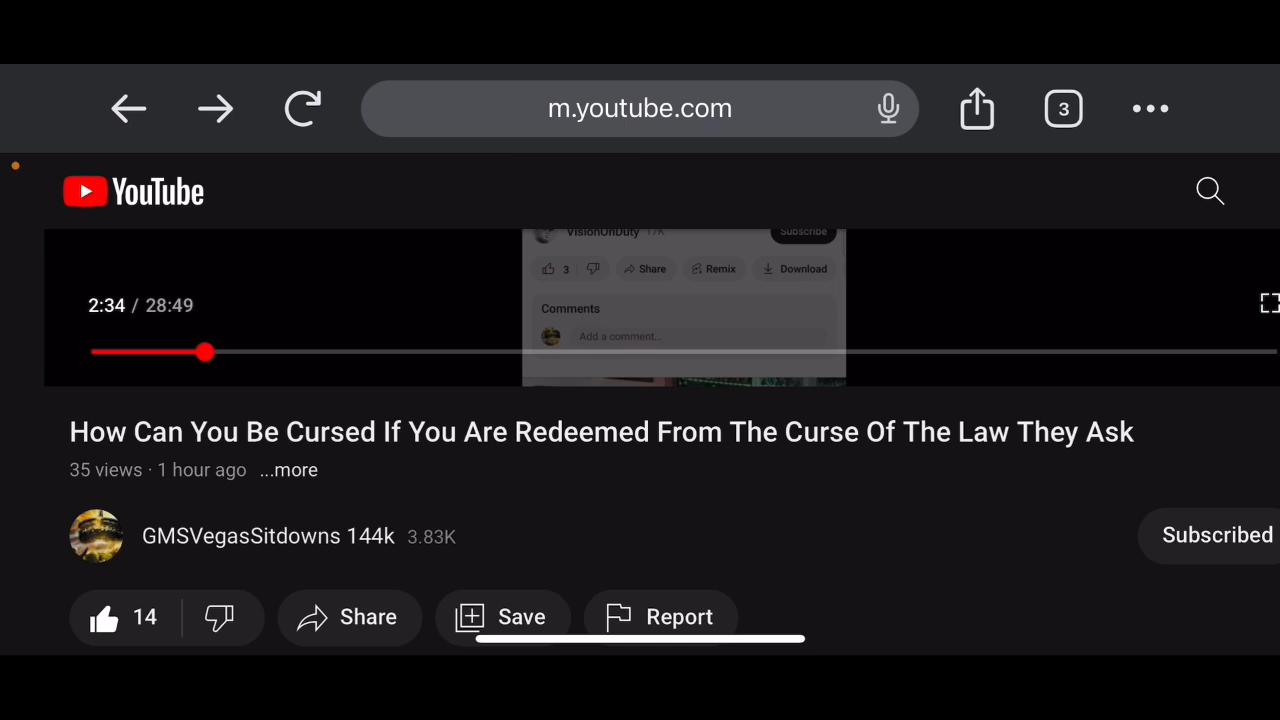 m.youtube.com
3
YouTube
VisionOnDuty 17K
Subscribe
3
Share
Remix
Download
2:34 / 28:49
Comments
Add a comment...
How Can You Be Cursed If You Are Redeemed From The Curse Of The Law They Ask
35 views · 1 hour ago ...more
GMSVegasSitdowns 144k 3.83K
Subscribed
14
Share
Save
Report